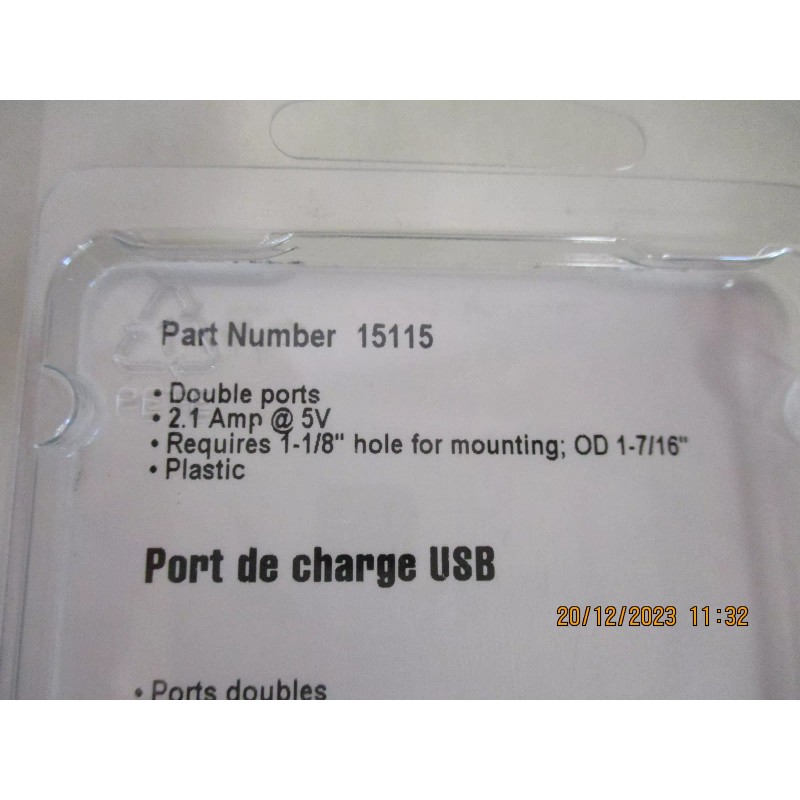 Part Number 15115
• Double ports
• 2.1 Amp @ 5V
• Requires 1-1/8" hole for mounting; OD 1-7/16"
• Plastic
Port de charge USB
20/12/2023 11:32
• Ports doubles